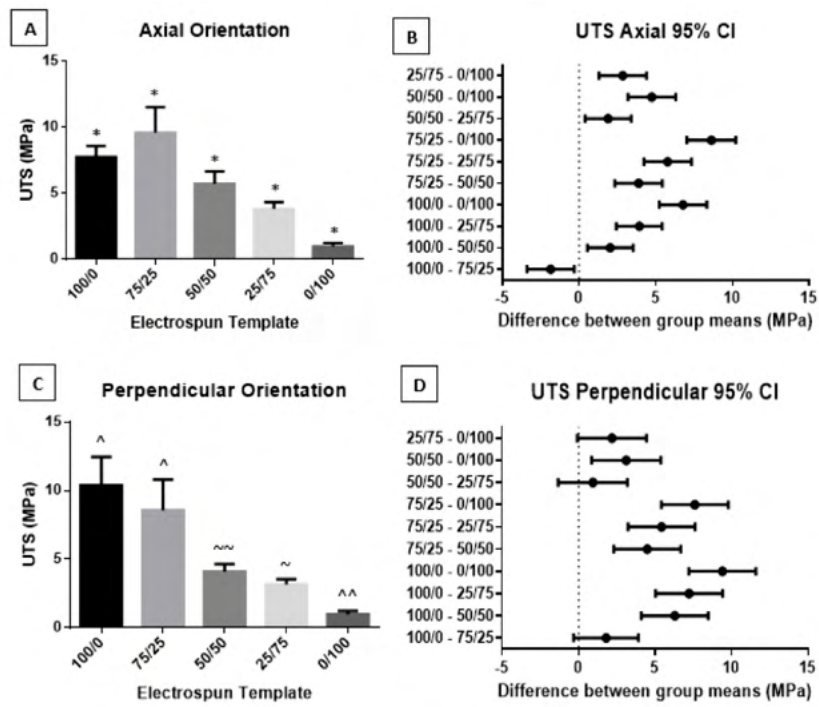 A
Axial Orientation
15
10
5
0
UTS (MPa)
*
*
*
*
*
100/0
75/25
50/50
25/75
0/100
Electrospun Template
B
UTS Axial 95% CI
25/75 - 0/100
50/50 - 0/100
50/50 - 25/75
75/25 - 0/100
75/25 - 25/75
75/25 - 50/50
100/0 - 0/100
100/0 - 25/75
100/0 - 50/50
100/0 - 75/25
-5
0
5
10
15
Difference between group means (MPa)
C
Perpendicular Orientation
15
10
5
0
UTS (MPa)
^
^
~~
~
^^
100/0
75/25
50/50
25/75
0/100
Electrospun Template
D
UTS Perpendicular 95% CI
25/75 - 0/100
50/50 - 0/100
50/50 - 25/75
75/25 - 0/100
75/25 - 25/75
75/25 - 50/50
100/0 - 0/100
100/0 - 25/75
100/0 - 50/50
100/0 - 75/25
-5
0
5
10
15
Difference between group means (MPa)